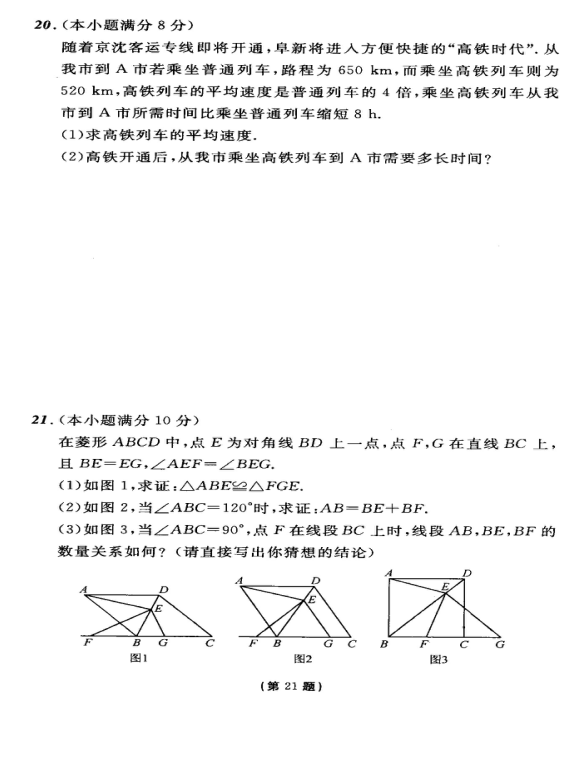 20.(本小题满分 8 分)
随着京沈客运专线即将开通,阜新将进入方便快捷的“高铁时代”. 从
我市到 A 市若乘坐普通列车,路程为 650 km,而乘坐高铁列车则为
520 km,高铁列车的平均速度是普通列车的 4 倍,乘坐高铁列车从我
市到 A 市所需时间比乘坐普通列车缩短 8 h.
(1)求高铁列车的平均速度.
(2)高铁开通后,从我市乘坐高铁列车到 A 市需要多长时间?
21.(本小题满分 10 分)
在菱形 ABCD 中,点 E 为对角线 BD 上一点,点 F,G 在直线 BC 上,
且 BE=EG,∠AEF=∠BEG.
(1)如图 1,求证:△ABE≌△FGE.
(2)如图 2,当∠ABC=120°时,求证:AB=BE+BF.
(3)如图 3,当∠ABC=90°,点 F 在线段 BC 上时,线段 AB,BE,BF 的
数量关系如何?(请直接写出你猜想的结论)
A D E F B G C
图1
A D E F B G C
图2
A D E B F C G
图3
(第 21 题)